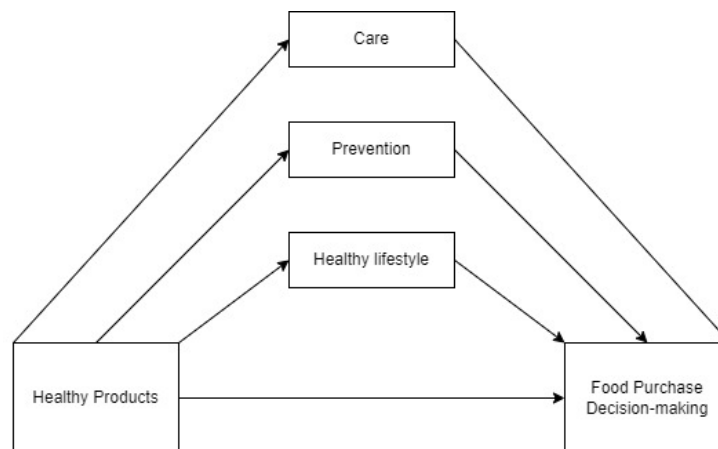 Care
Prevention
Healthy lifestyle
Healthy Products
Food Purchase
Decision-making